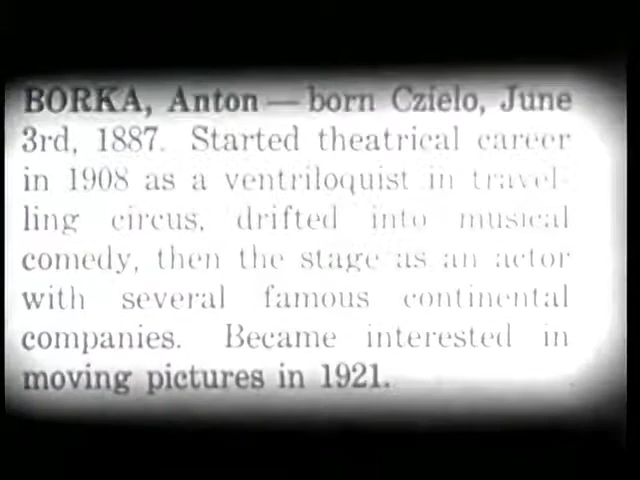 BORKA, Anton — born Czielo, June
3rd, 1887. Started theatrical career
in 1908 as a ventriloquist in travel-
ling circus, drifted into musical
comedy, then the stage as an actor
with several famous continental
companies. Became interested in
moving pictures in 1921.